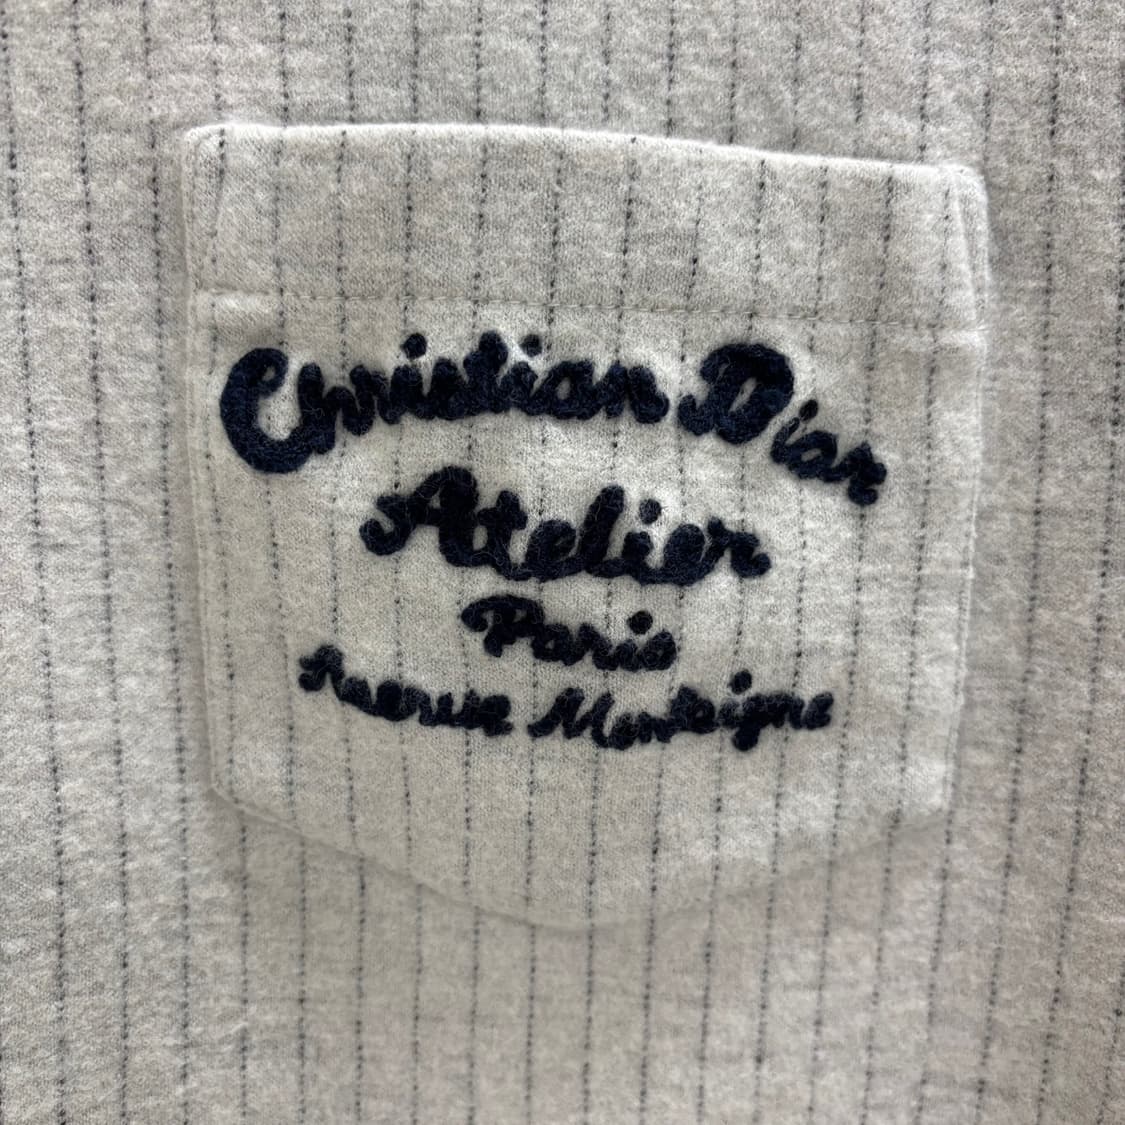 Christian Dior
Atelier
Paris
Avenue Montaigne